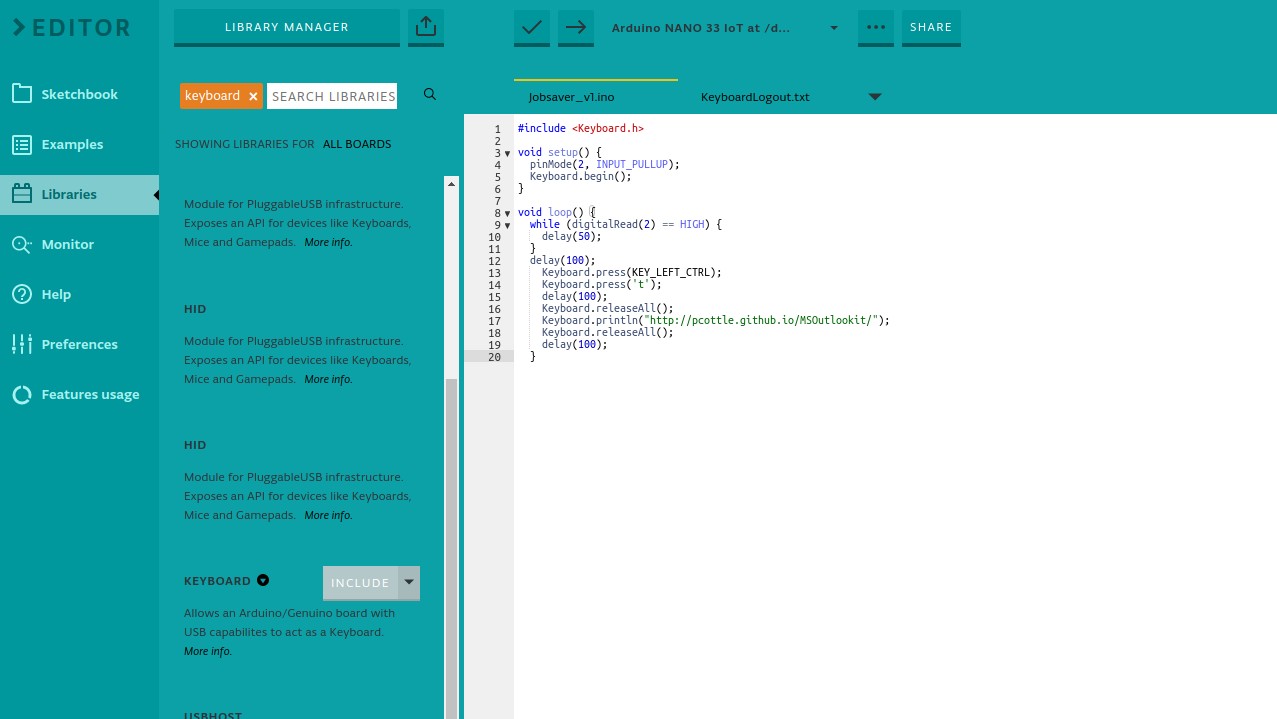 EDITOR
LIBRARY MANAGER
Arduino NANO 33 IoT at /d...
SHARE
Sketchbook
Examples
Libraries
Monitor
Help
Preferences
Features usage
keyboard x
SEARCH LIBRARIES
SHOWING LIBRARIES FOR ALL BOARDS
Module for PluggableUSB infrastructure.
Exposes an API for devices like Keyboards,
Mice and Gamepads. More info.
HID
Module for PluggableUSB infrastructure.
Exposes an API for devices like Keyboards,
Mice and Gamepads. More info.
HID
Module for PluggableUSB infrastructure.
Exposes an API for devices like Keyboards,
Mice and Gamepads. More info.
KEYBOARD
INCLUDE
Allows an Arduino/Genuino board with
USB capabilites to act as a Keyboard.
More info.
USBHOST
Jobsaver_v1.ino
KeyboardLogout.txt
1 #include <Keyboard.h>
2
3 void setup() {
4 pinMode(2, INPUT_PULLUP);
5 Keyboard.begin();
6 }
7
8 void loop() {
9 while (digitalRead(2) == HIGH) {
10 delay(50);
11 }
12 delay(100);
13 Keyboard.press(KEY_LEFT_CTRL);
14 Keyboard.press('t');
15 delay(100);
16 Keyboard.releaseAll();
17 Keyboard.println("http://pcottle.github.io/MSOutlookit/");
18 Keyboard.releaseAll();
19 delay(100);
20 }